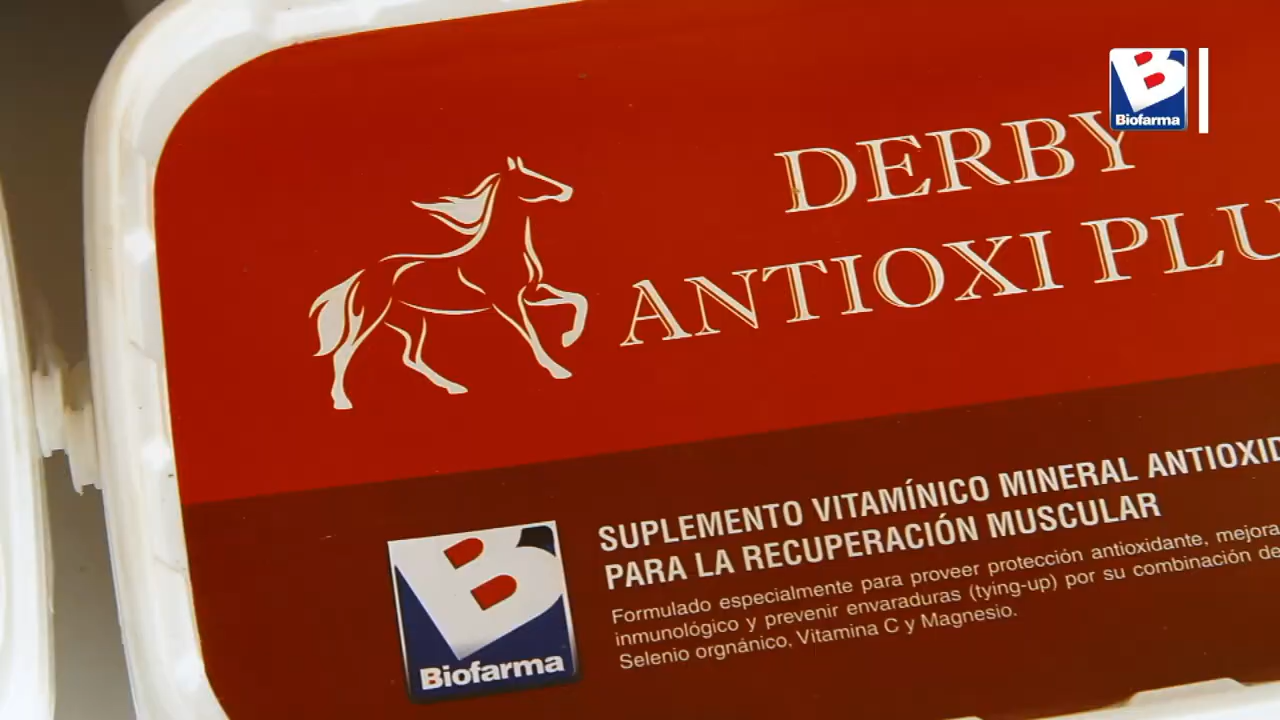 Biofarma
DERBY
ANTIOXI PLU
SUPLEMENTO VITAMÍNICO MINERAL ANTIOXID
PARA LA RECUPERACIÓN MUSCULAR
Formulado especialmente para proveer protección antioxidante, mejora
inmunológico y prevenir envaraduras (tying-up) por su combinación de
Selenio orgnánico, Vitamina C y Magnesio.
Biofarma